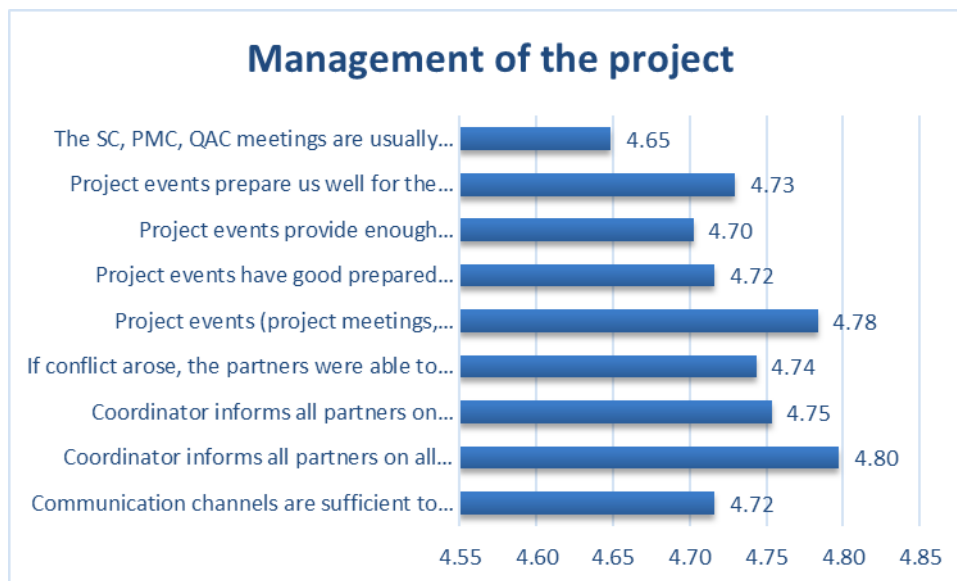 Management of the project
The SC, PMC, QAC meetings are usually... 4.65
Project events prepare us well for the... 4.73
Project events provide enough... 4.70
Project events have good prepared... 4.72
Project events (project meetings,... 4.78
If conflict arose, the partners were able to... 4.74
Coordinator informs all partners on... 4.75
Coordinator informs all partners on all... 4.80
Communication channels are sufficient to... 4.72
4.55 4.60 4.65 4.70 4.75 4.80 4.85